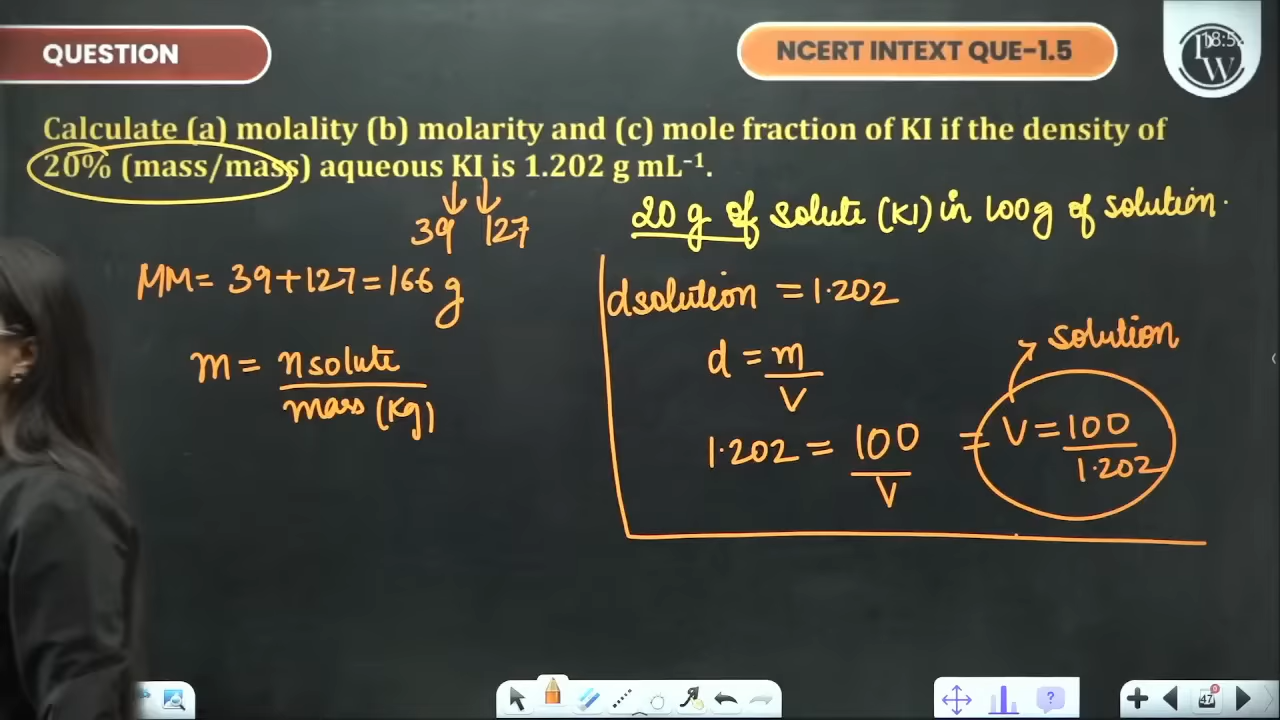 QUESTION
NCERT INTEXT QUE-1.5
Calculate (a) molality (b) molarity and (c) mole fraction of KI if the density of
20% (mass/mass) aqueous KI is 1.202 g mL⁻¹.
39 127
20 g of solute (KI) in 100g of solution.
MM = 39+127 = 166 g
m = n solute
mass (Kg)
dsolution = 1.202
d = m
V
1.202 = 100
V
= V = 100
1.202
solution
47